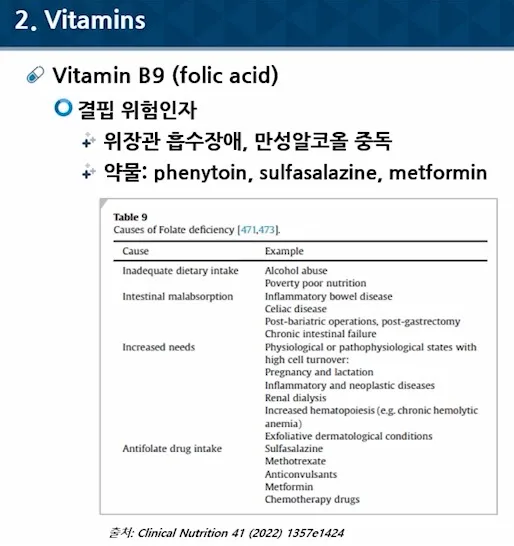 2. Vitamins
Vitamin B9 (folic acid)
결핍 위험인자
위장관 흡수장애, 만성알코올 중독
약물: phenytoin, sulfasalazine, metformin
Table 9
Causes of Folate deficiency [471,473].
Cause Example
Inadequate dietary intake Alcohol abuse
Poverty poor nutrition
Intestinal malabsorption Inflammatory bowel disease
Celiac disease
Post-bariatric operations, post-gastrectomy
Chronic intestinal failure
Increased needs Physiological or pathophysiological states with
high cell turnover:
Pregnancy and lactation
Inflammatory and neoplastic diseases
Renal dialysis
Increased hematopoiesis (e.g. chronic hemolytic
anemia)
Exfoliative dermatological conditions
Antifolate drug intake Sulfasalazine
Methotrexate
Anticonvulsants
Metformin
Chemotherapy drugs
출처: Clinical Nutrition 41 (2022) 1357e1424